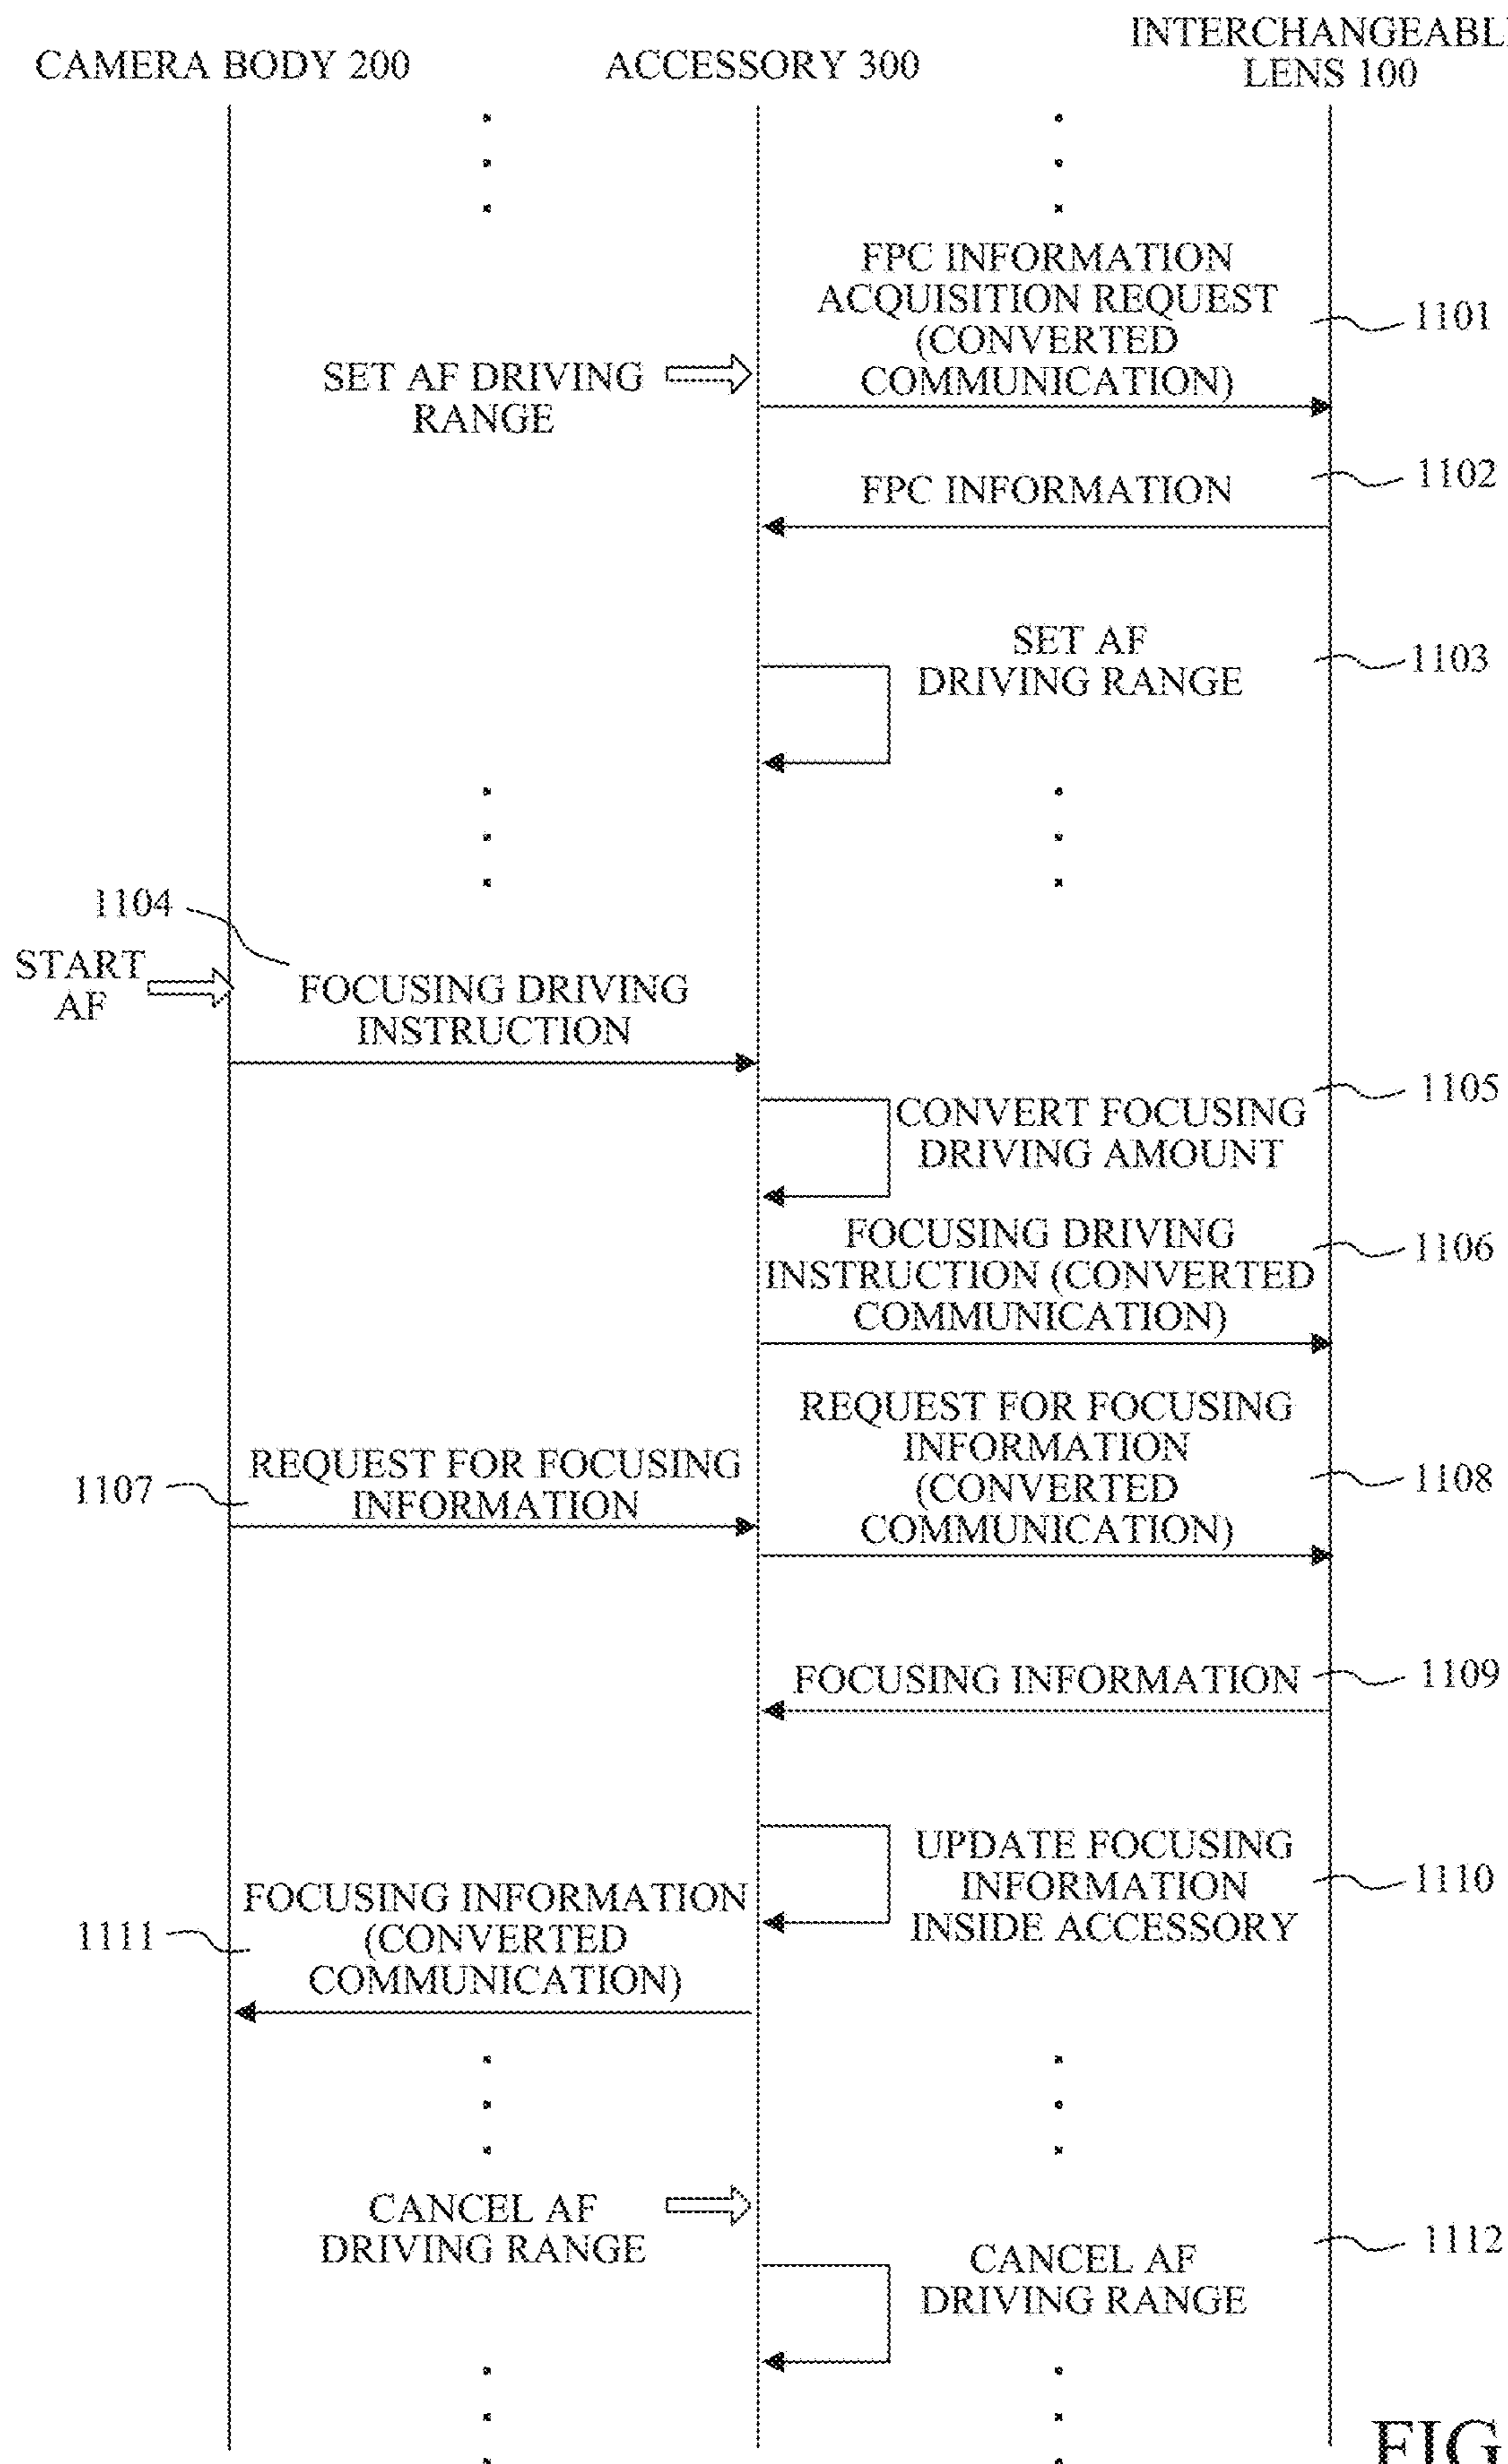 CAMERA BODY 200
ACCESSORY 300
INTERCHANGEABLE
LENS 100
FPC INFORMATION
ACQUISITION REQUEST
(CONVERTED
COMMUNICATION)
1101
SET AF DRIVING
RANGE
FPC INFORMATION
1102
SET AF
DRIVING RANGE
1103
1104
START
AF
FOCUSING DRIVING
INSTRUCTION
1105
CONVERT FOCUSING
DRIVING AMOUNT
FOCUSING DRIVING
INSTRUCTION (CONVERTED
COMMUNICATION)
1106
1107
REQUEST FOR FOCUSING
INFORMATION
REQUEST FOR FOCUSING
INFORMATION
(CONVERTED
COMMUNICATION)
1108
FOCUSING INFORMATION
1109
UPDATE FOCUSING
INFORMATION
INSIDE ACCESSORY
1110
1111
FOCUSING INFORMATION
(CONVERTED
COMMUNICATION)
CANCEL AF
DRIVING RANGE
CANCEL AF
DRIVING RANGE
1112
FIG